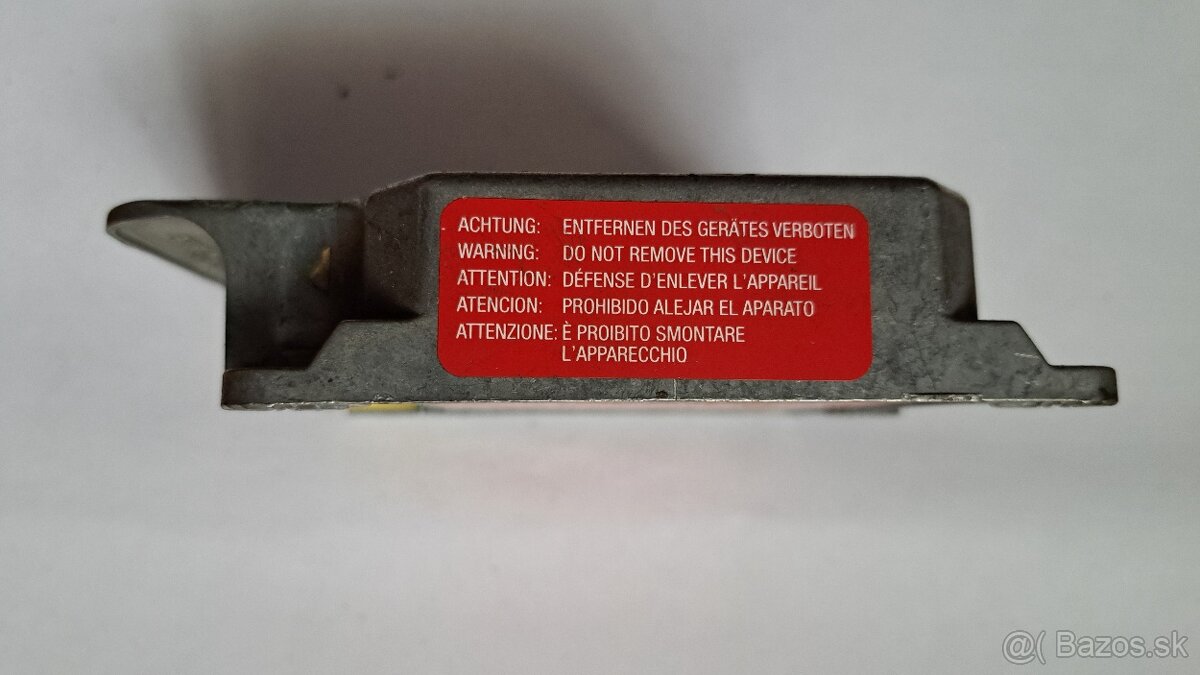 ACHTUNG: ENTFERNEN DES GERÄTES VERBOTEN
WARNING: DO NOT REMOVE THIS DEVICE
ATTENTION: DÉFENSE D'ENLEVER L'APPAREIL
ATENCION: PROHIBIDO ALEJAR EL APARATO
ATTENZIONE: È PROIBITO SMONTARE
L'APPARECCHIO
@( Bazos.sk